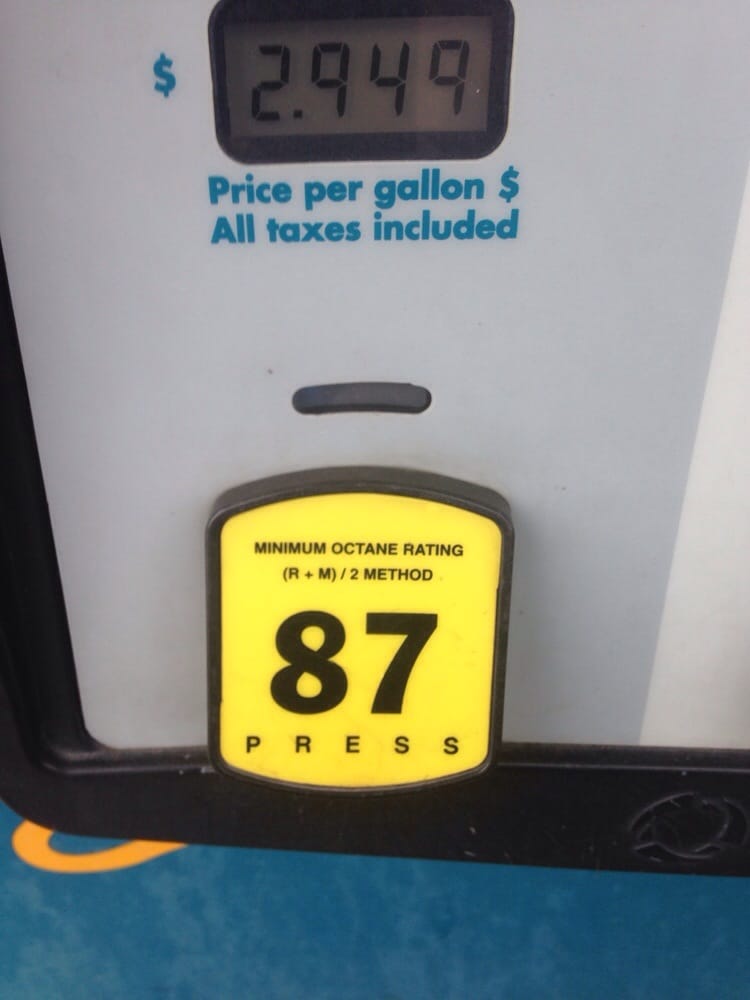 $ 2.949
Price per gallon $
All taxes included
MINIMUM OCTANE RATING
(R + M) / 2 METHOD
87
PRESS